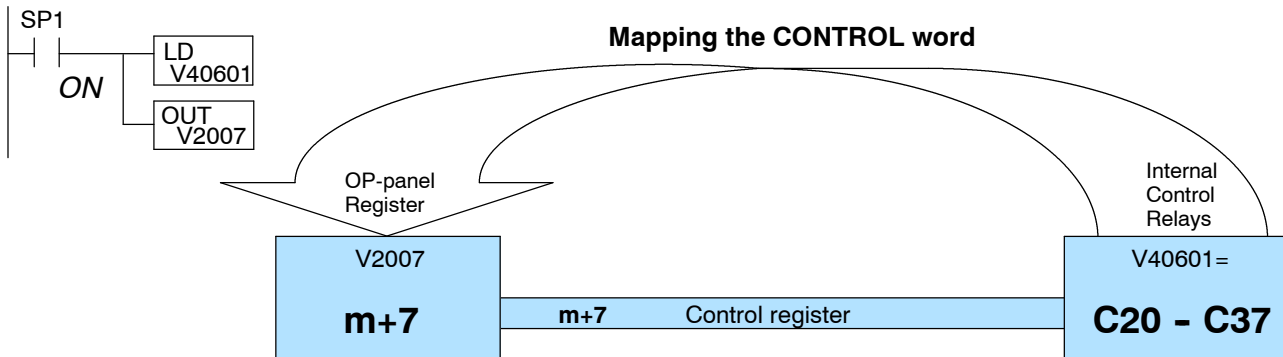 SP1
LD
V40601
ON
OUT
V2007
Mapping the CONTROL word
OP-panel
Register
Internal
Control
Relays
V2007
m+7
m+7 Control register
V40601=
C20 - C37